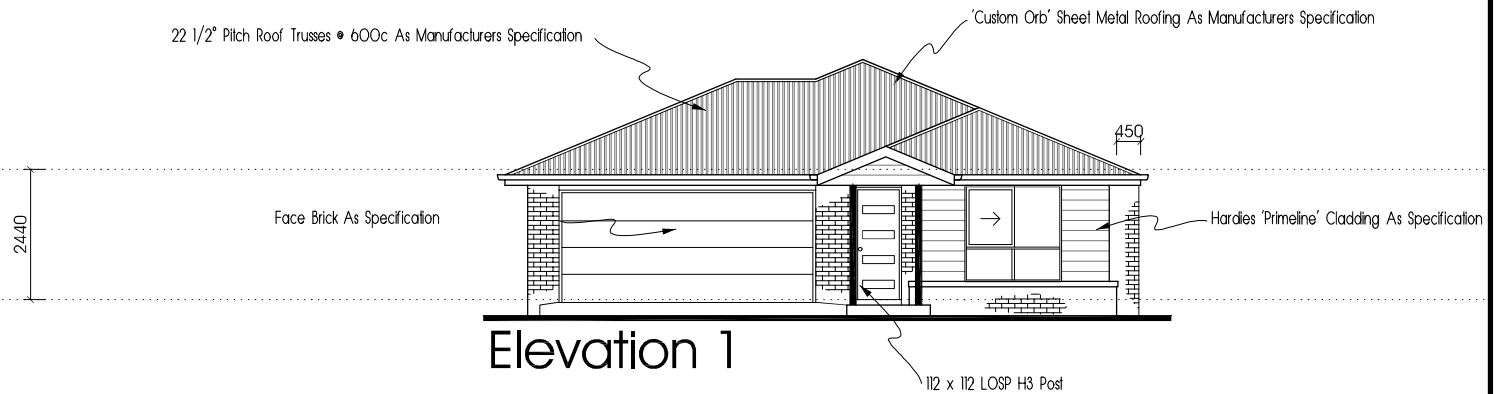 'Custom Orb' Sheet Metal Roofing As Manufacturers Specification
22 1/2° Pitch Roof Trusses @ 600c As Manufacturers Specification
450
2440
Face Brick As Specification
Hardies 'Primeline' Cladding As Specification
Elevation 1
112 x 112 LOSP H3 Post